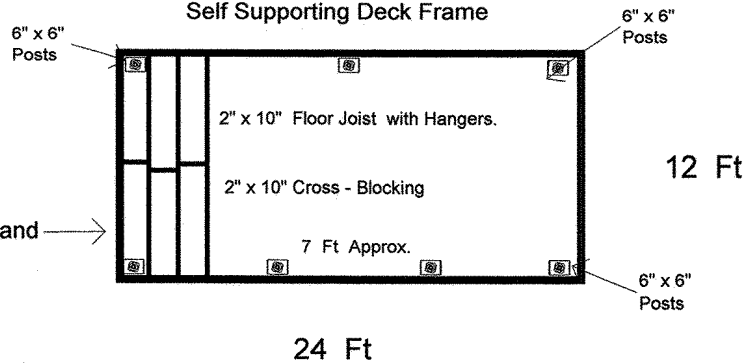 Self Supporting Deck Frame
6" x 6"
Posts
6" x 6"
Posts
2" x 10" Floor Joist with Hangers.
12 Ft
2" x 10" Cross - Blocking
and
7 Ft Approx.
6" x 6"
Posts
24 Ft